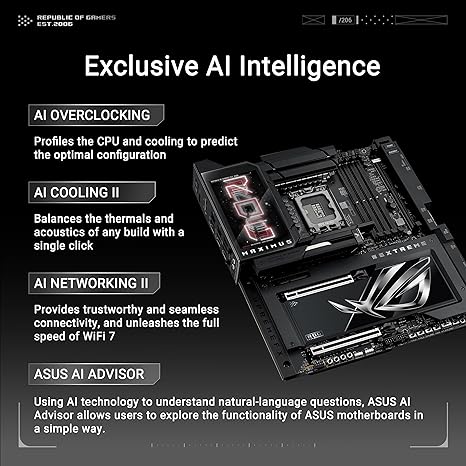 REPUBLIC OF GAMERS
EST.2006
/206
Exclusive AI Intelligence
AI OVERCLOCKING
Profiles the CPU and cooling to predict
the optimal configuration
AI COOLING II
Balances the thermals and
acoustics of any build with a
single click
AI NETWORKING II
Provides trustworthy and seamless
connectivity, and unleashes the full
speed of WiFi 7
ASUS AI ADVISOR
Using AI technology to understand natural-language questions, ASUS AI
Advisor allows users to explore the functionality of ASUS motherboards in
a simple way.
ROG
MAXIMUS
EXTREME